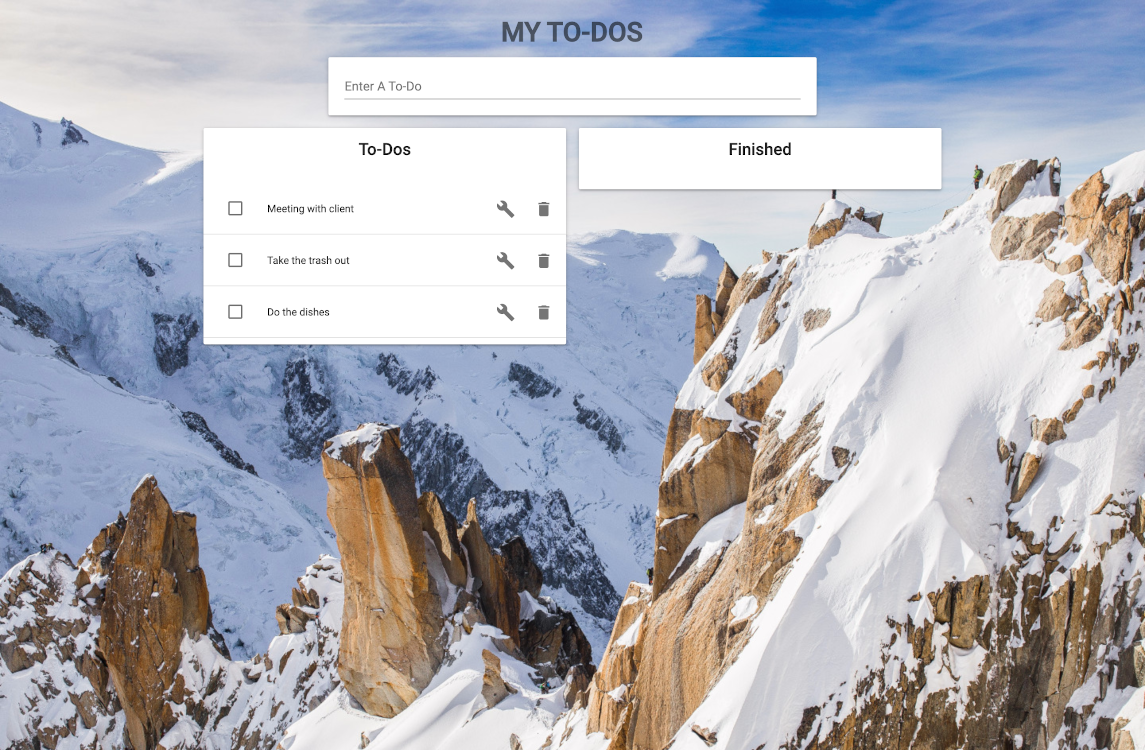 MY TO-DOS
Enter A To-Do
To-Dos
Meeting with client
Take the trash out
Do the dishes
Finished